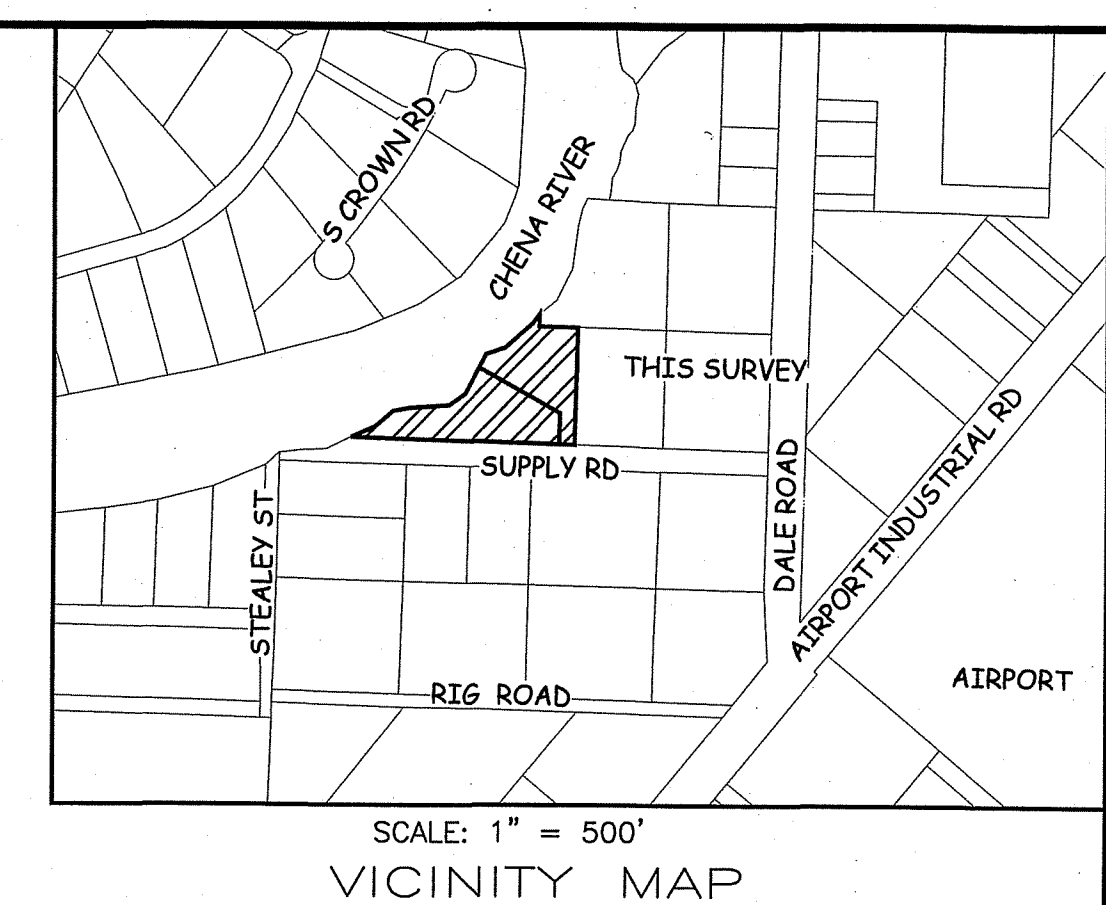 S CROWN RD
CHENA RIVER
THIS SURVEY
SUPPLY RD
DALE ROAD
AIRPORT INDUSTRIAL RD
STEALEY ST
RIG ROAD
AIRPORT
SCALE: 1" = 500'
VICINITY MAP